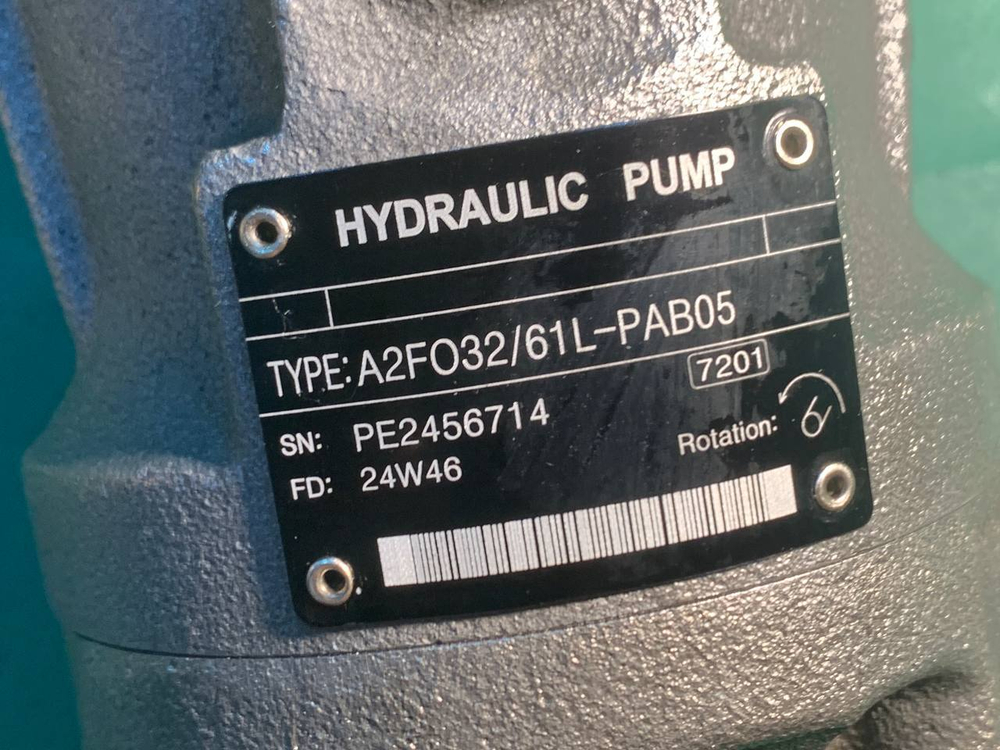 HYDRAULIC PUMP
TYPE: A2FO32/61L-PAB05
7201
SN: PE2456714
FD: 24W46
Rotation: